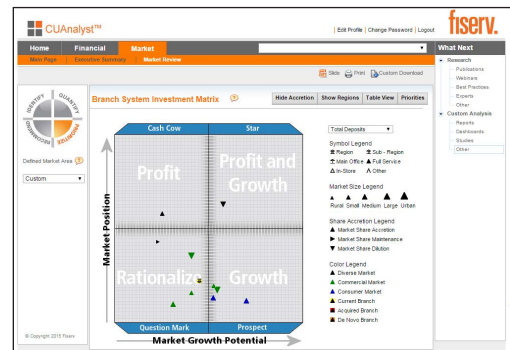 CUAnalyst™
Edit Profile | Change Password | Logout
fiserv.
Home Financial Market
What Next
Main Page Executive Summary Market Review
Research
Publications
Webinars
Best Practices
Experts
Other
Custom Analysis
Reports
Dashboards
Studies
Other
Slide Print Custom Download
IDENTIFY QUANTIFY PRIORITIZE RECOMMEND
Defined Market Area ?
Custom
Branch System Investment Matrix ?
Hide Accretion Show Regions Table View Priorities
Cash Cow Star
Profit
Profit and
Growth
Rationalize
Growth
Question Mark Prospect
Market Position
Market Growth Potential
Total Deposits
Symbol Legend
Region Sub - Region
Main Office Full Service
In-Store Other
Market Size Legend
Rural Small Medium Large Urban
Share Accretion Legend
Market Share Accretion
Market Share Maintenance
Market Share Dilution
Color Legend
Diverse Market
Commercial Market
Consumer Market
Current Branch
Acquired Branch
De Novo Branch
© Copyright 2015 Fiserv